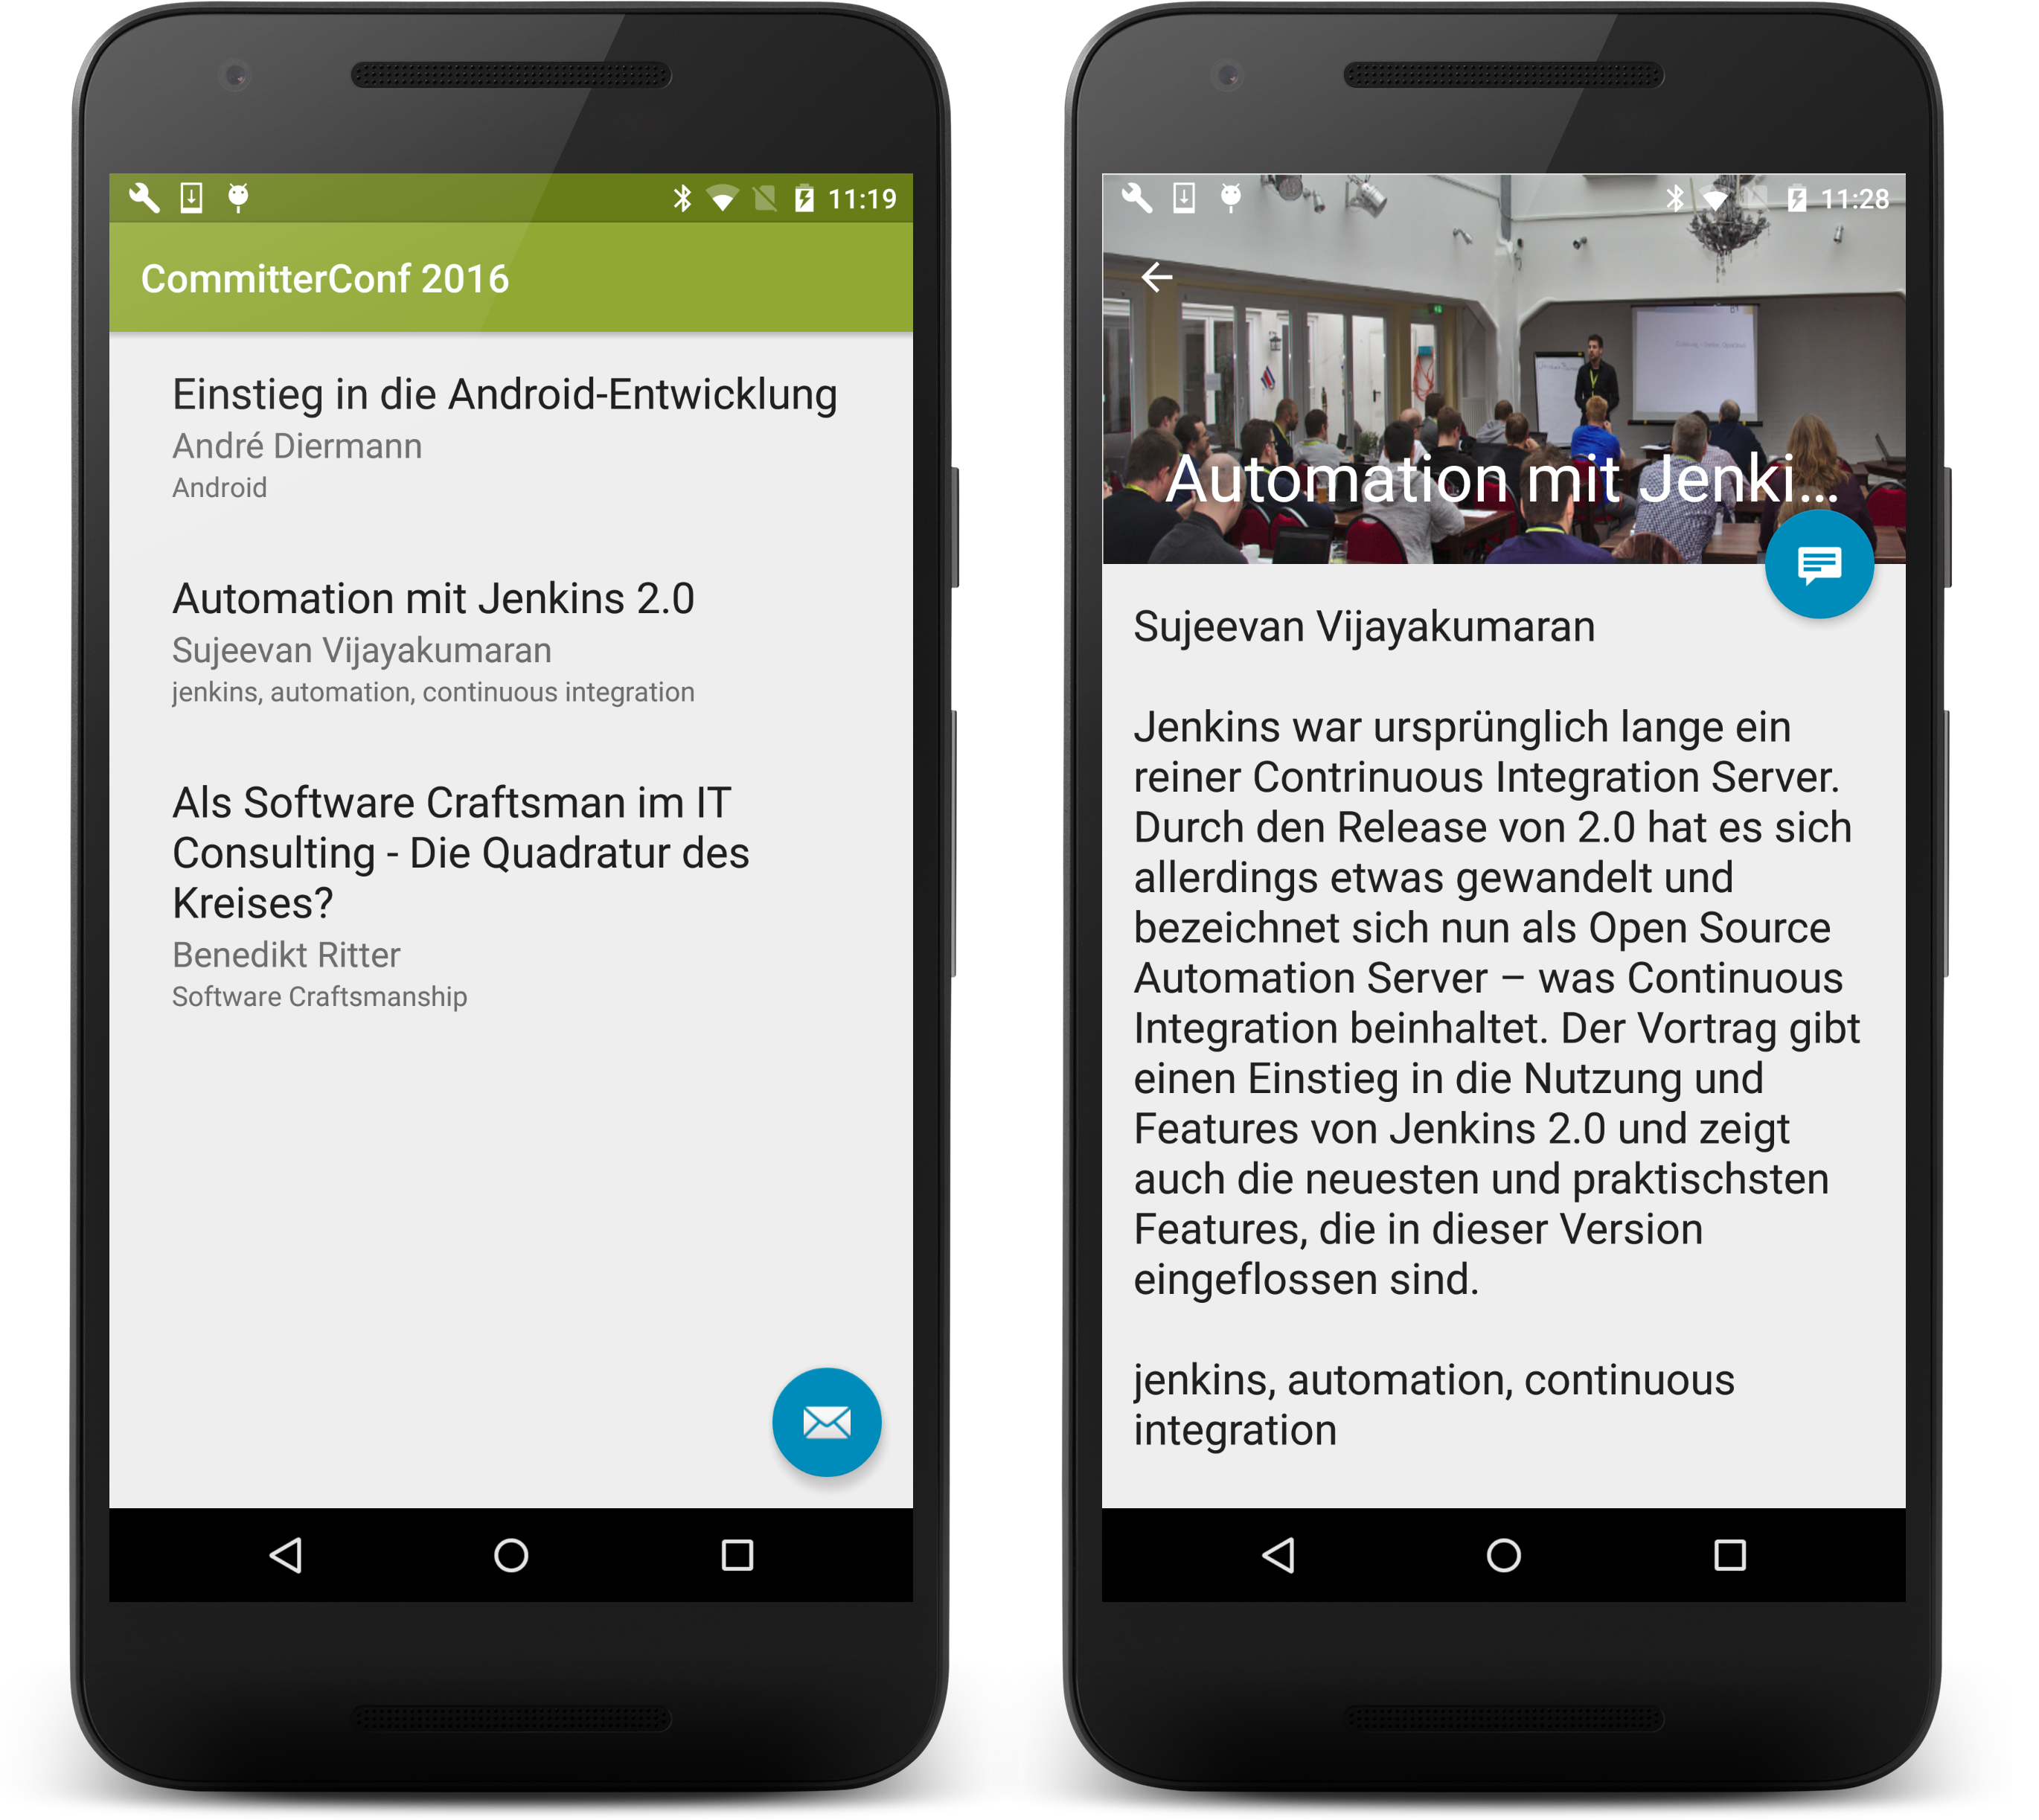 11:19
CommitterConf 2016
Einstieg in die Android-Entwicklung
André Diermann
Android
Automation mit Jenkins 2.0
Sujeevan Vijayakumaran
jenkins, automation, continuous integration
Als Software Craftsman im IT
Consulting - Die Quadratur des
Kreises?
Benedikt Ritter
Software Craftsmanship
11:28
Automation mit Jenki...
Sujeevan Vijayakumaran
Jenkins war ursprünglich lange ein
reiner Contrinuous Integration Server.
Durch den Release von 2.0 hat es sich
allerdings etwas gewandelt und
bezeichnet sich nun als Open Source
Automation Server – was Continuous
Integration beinhaltet. Der Vortrag gibt
einen Einstieg in die Nutzung und
Features von Jenkins 2.0 und zeigt
auch die neuesten und praktischsten
Features, die in dieser Version
eingeflossen sind.
jenkins, automation, continuous
integration